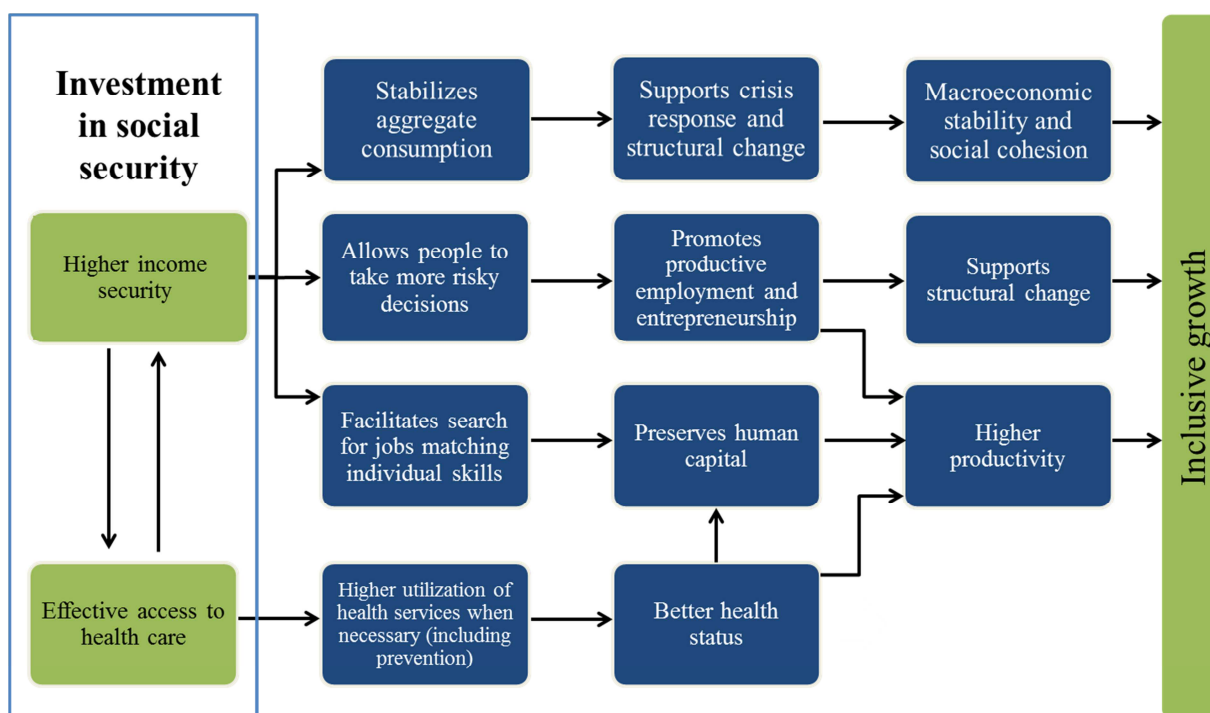 Investment
in social
security
Higher income
security
Effective access to
health care
Stabilizes
aggregate
consumption
Supports crisis
response and
structural change
Macroeconomic
stability and
social cohesion
Allows people to
take more risky
decisions
Promotes
productive
employment and
entrepreneurship
Supports
structural change
Facilitates search
for jobs matching
individual skills
Preserves human
capital
Higher
productivity
Higher utilization of
health services when
necessary (including
prevention)
Better health
status
Inclusive growth